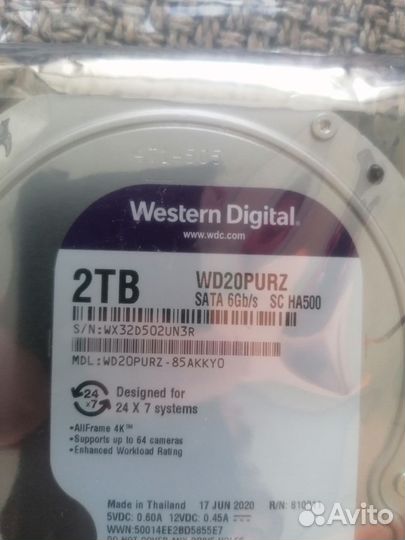 Western Digital.
www.wdc.com
2TB
WD20PURZ
SATA 6Gb/s SC HA500
S/N:WX32D502UN3R
MDL:WD20PURZ-85AKKY0
24
x7
Designed for
24 X 7 systems
•AllFrame 4K™
•Supports up to 64 cameras
•Enhanced Workload Rating
Made in Thailand 17 JUN 2020 R/N:
5VDC: 0.60A 12VDC: 0.45A
WWN:50014EE2BD5855E7
Avito